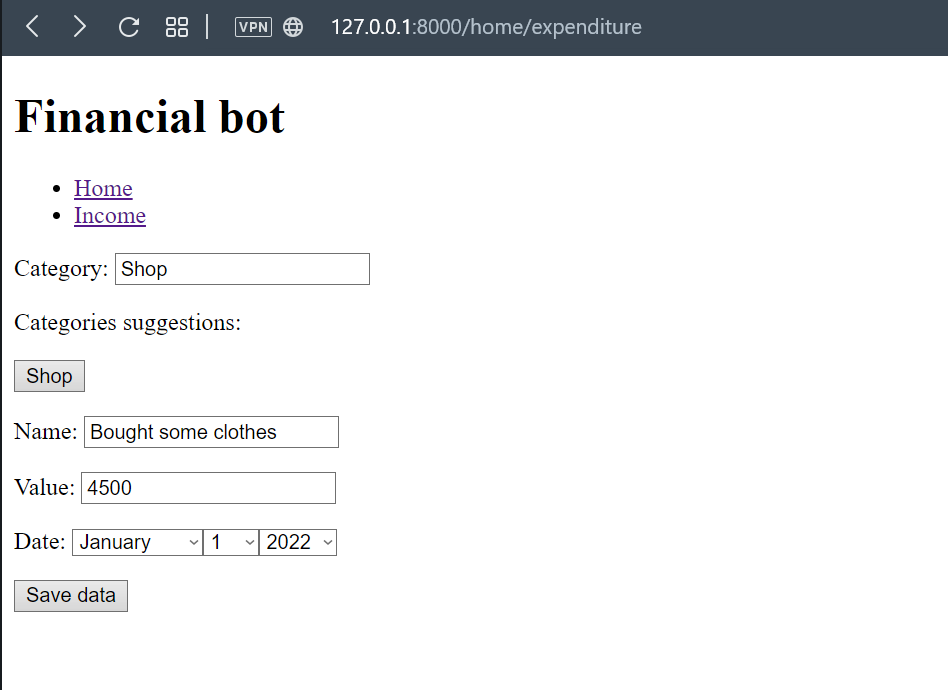 VPN 127.0.0.1:8000/home/expenditure
Financial bot
Home
Income
Category: Shop
Categories suggestions:
Shop
Name: Bought some clothes
Value: 4500
Date: January 1 2022
Save data